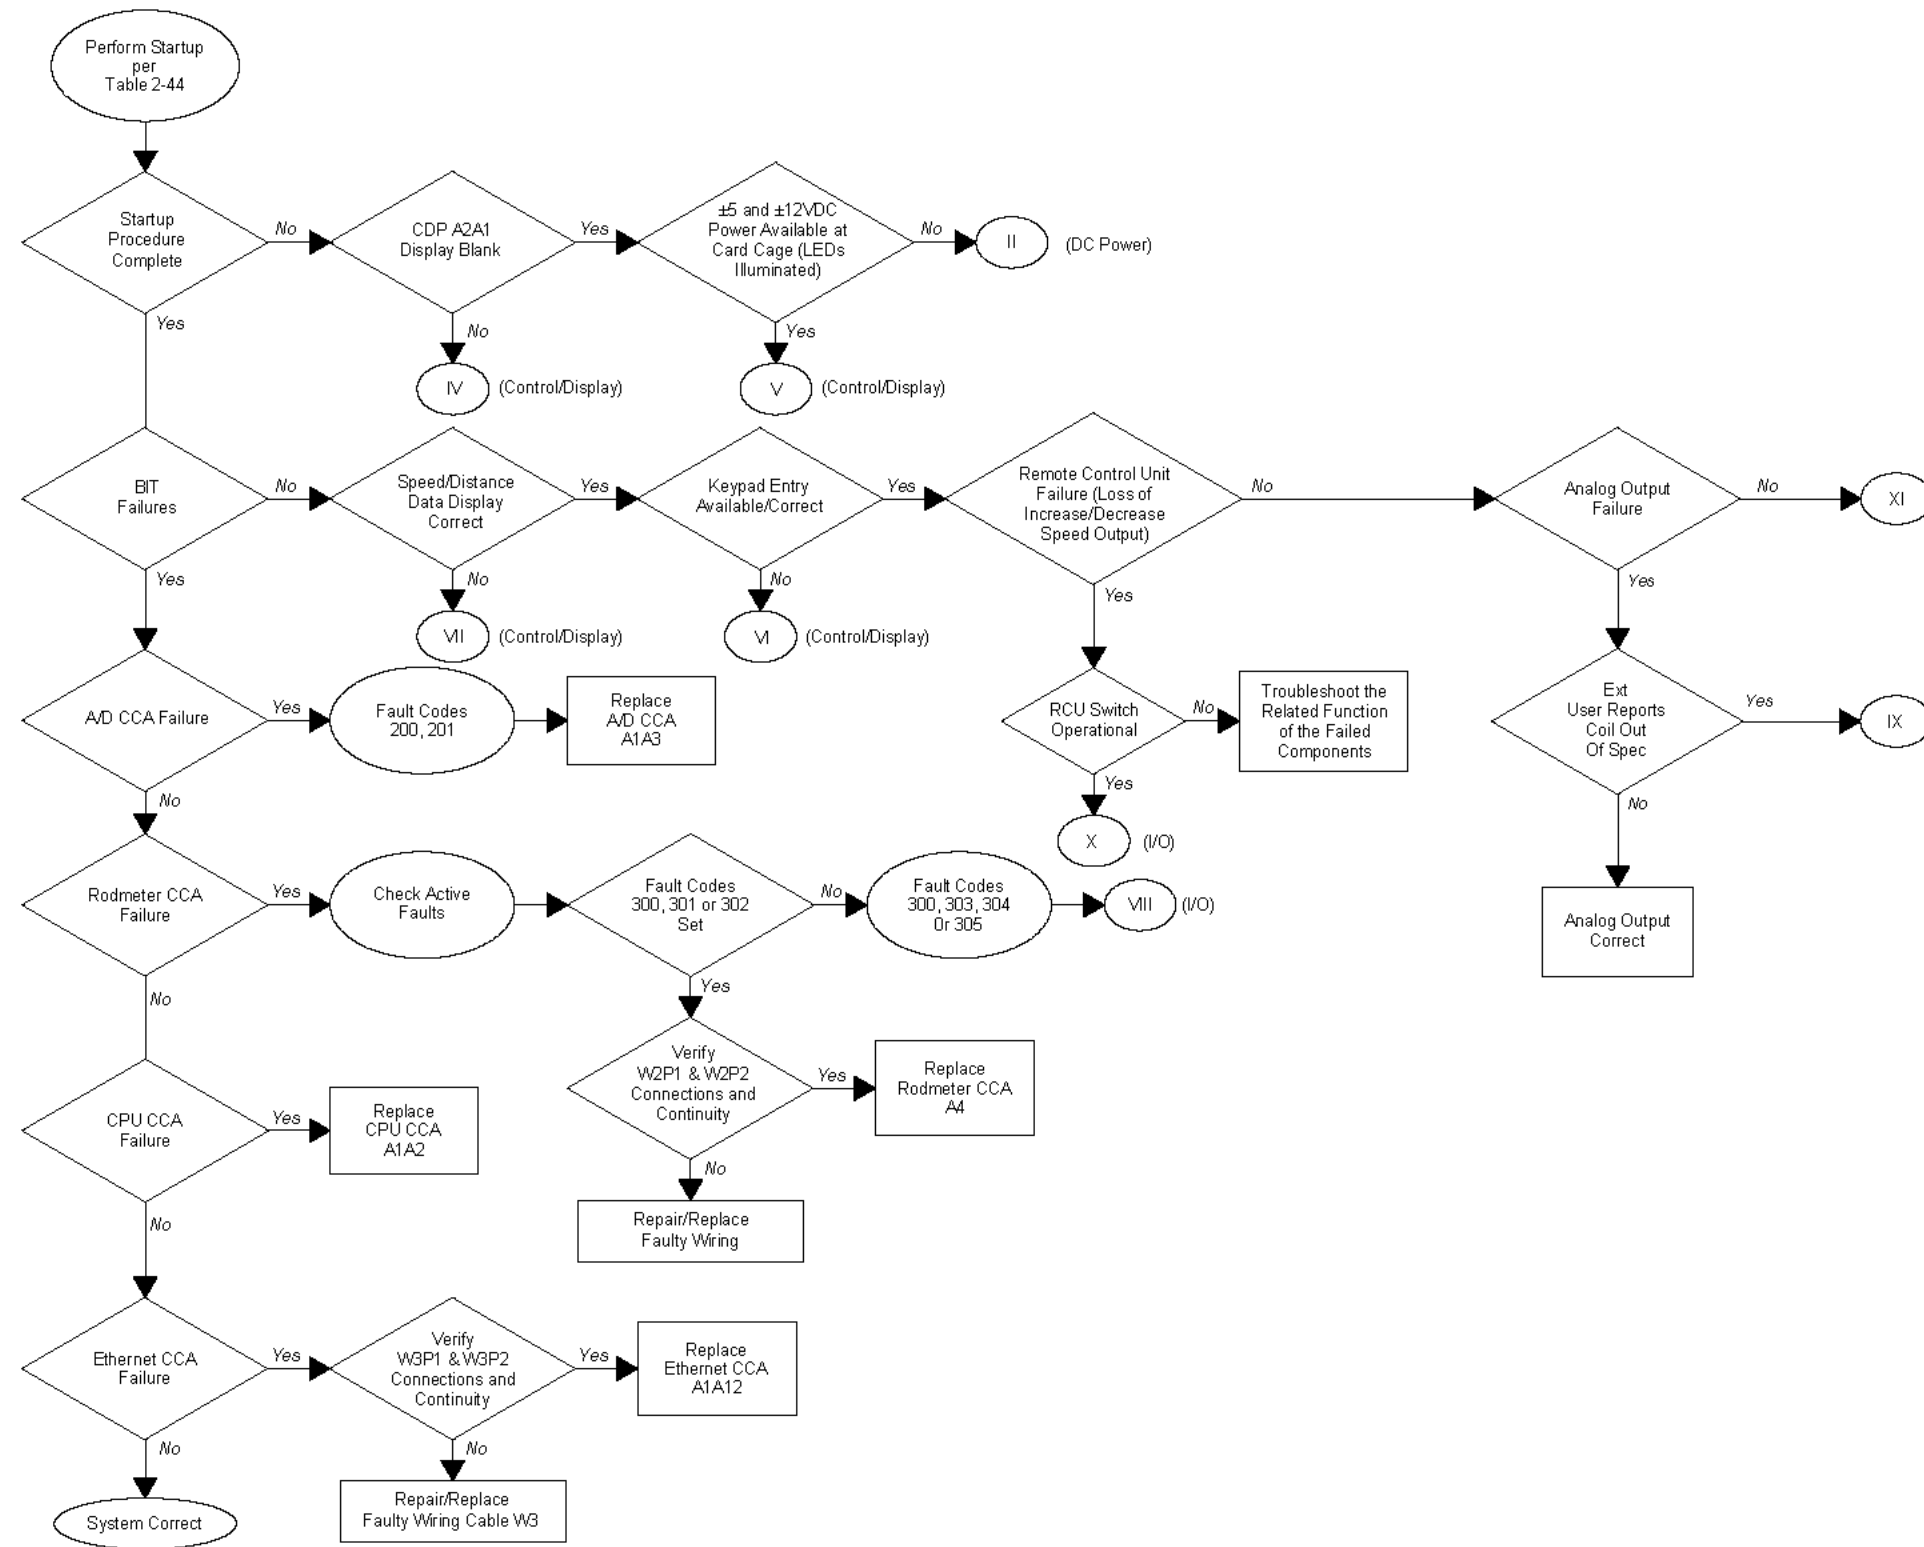 Perform Startup
per
Table 2-44
Startup
Procedure
Complete
No
CDP A2A1
Display Blank
Yes
±5 and ±12VDC
Power Available at
Card Cage (LEDs
Illuminated)
No
II
(DC Power)
Yes
No
Yes
IV
(Control/Display)
V
(Control/Display)
BIT
Failures
No
Speed/Distance
Data Display
Correct
Yes
Keypad Entry
Available/Correct
Yes
Remote Control Unit
Failure (Loss of
Increase/Decrease
Speed Output)
No
Analog Output
Failure
No
XI
Yes
No
No
Yes
Yes
VII
(Control/Display)
VI
(Control/Display)
A/D CCA Failure
Yes
Fault Codes
200, 201
Replace
A/D CCA
A1A3
RCU Switch
Operational
No
Troubleshoot the
Related Function
of the Failed
Components
Ext
User Reports
Coil Out
Of Spec
Yes
IX
No
Yes
No
X
(I/O)
Rodmeter CCA
Failure
Yes
Check Active
Faults
Fault Codes
300, 301 or 302
Set
No
Fault Codes
300, 303, 304
Or 305
VIII
(I/O)
Analog Output
Correct
No
Yes
Verify
W2P1 & W2P2
Connections and
Continuity
Yes
Replace
Rodmeter CCA
A4
CPU CCA
Failure
Yes
Replace
CPU CCA
A1A2
No
No
Repair/Replace
Faulty Wiring
Ethernet CCA
Failure
Yes
Verify
W3P1 & W3P2
Connections and
Continuity
Yes
Replace
Ethernet CCA
A1A12
No
No
System Correct
Repair/Replace
Faulty Wiring Cable W3